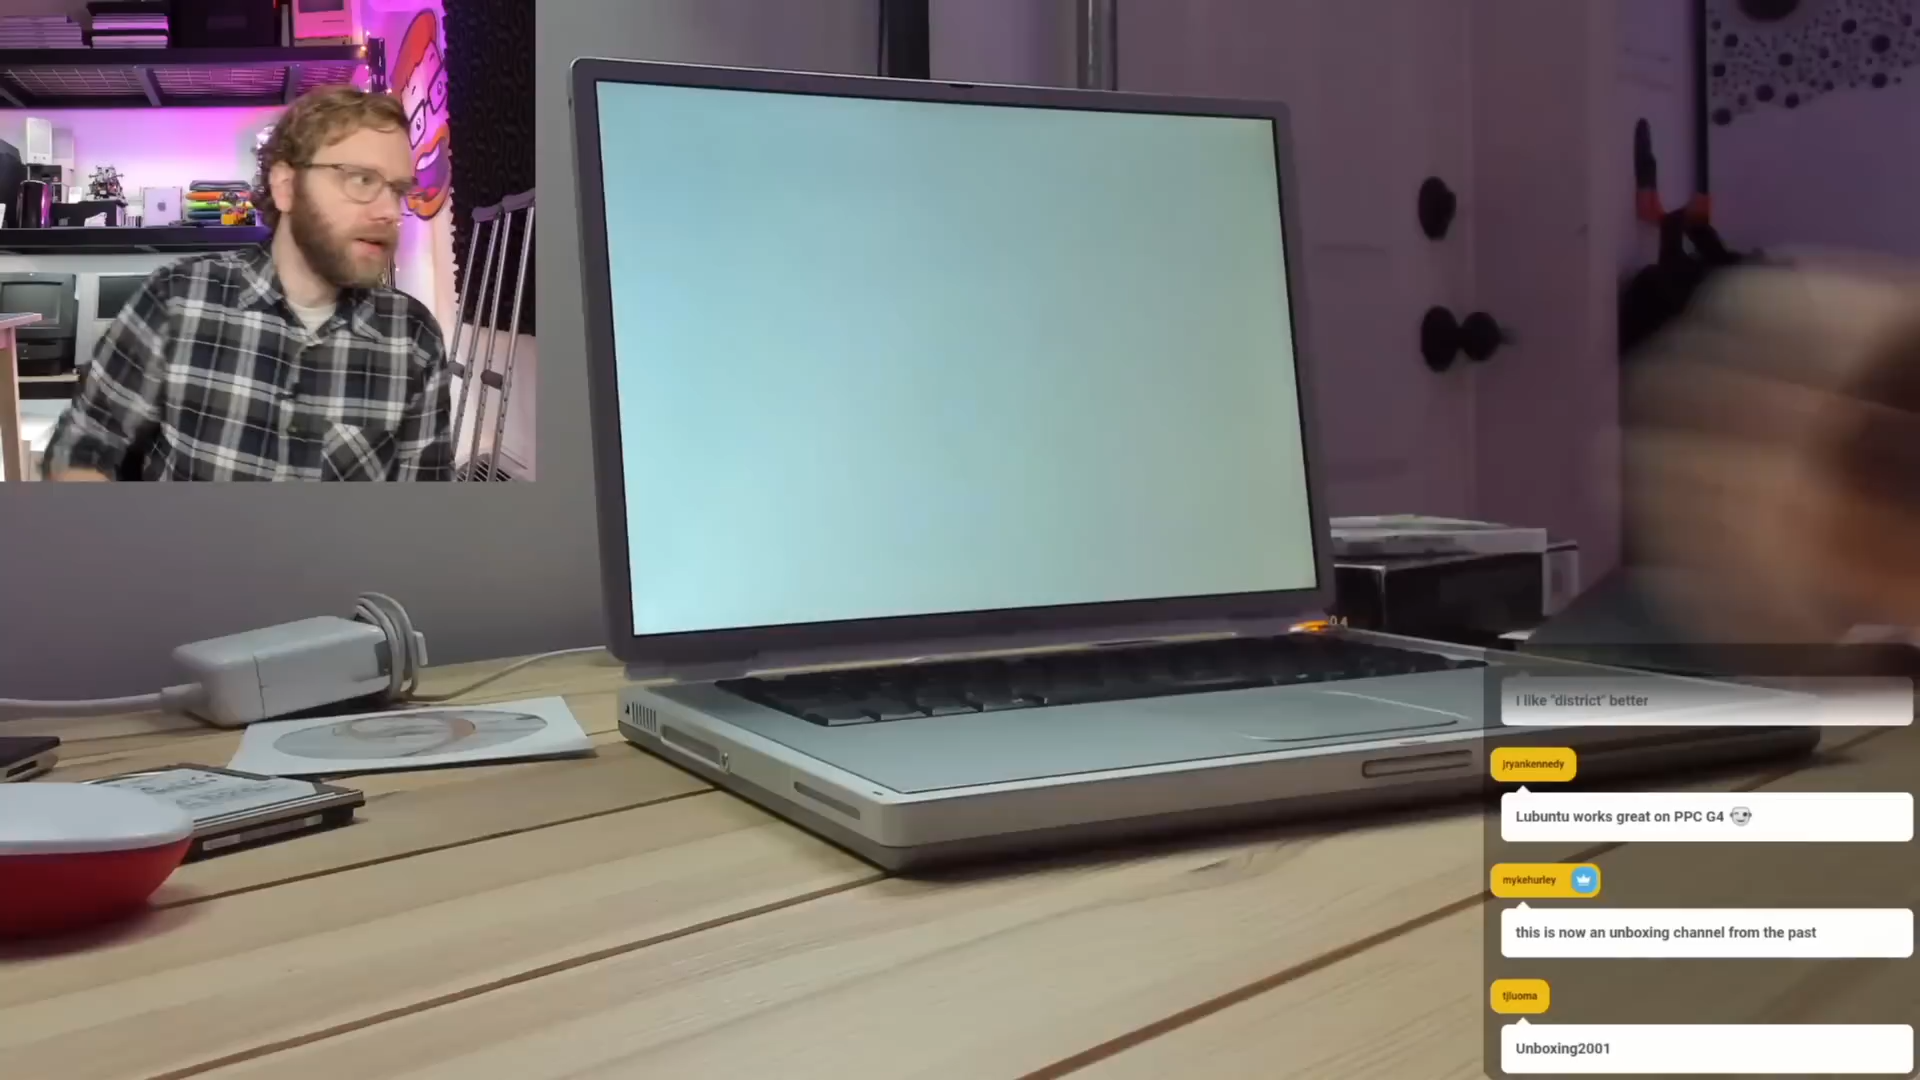 I like "district" better
jryankennedy
Lubuntu works great on PPC G4
mykehurley
this is now an unboxing channel from the past
tjluoma
Unboxing2001